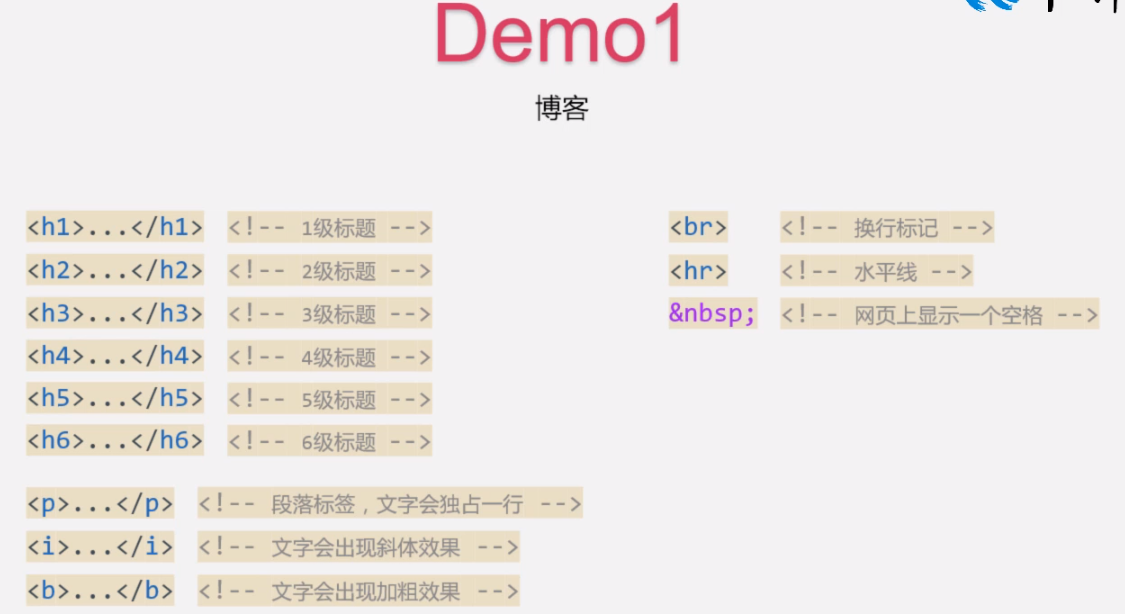 Demo1
博客
<h1>...</h1> <!-- 1级标题 -->
<h2>...</h2> <!-- 2级标题 -->
<h3>...</h3> <!-- 3级标题 -->
<h4>...</h4> <!-- 4级标题 -->
<h5>...</h5> <!-- 5级标题 -->
<h6>...</h6> <!-- 6级标题 -->
<p>...</p> <!-- 段落标签，文字会独占一行 -->
<i>...</i> <!-- 文字会出现斜体效果 -->
<b>...</b> <!-- 文字会出现加粗效果 -->
<br> <!-- 换行标记 -->
<hr> <!-- 水平线 -->
&nbsp; <!-- 网页上显示一个空格 -->